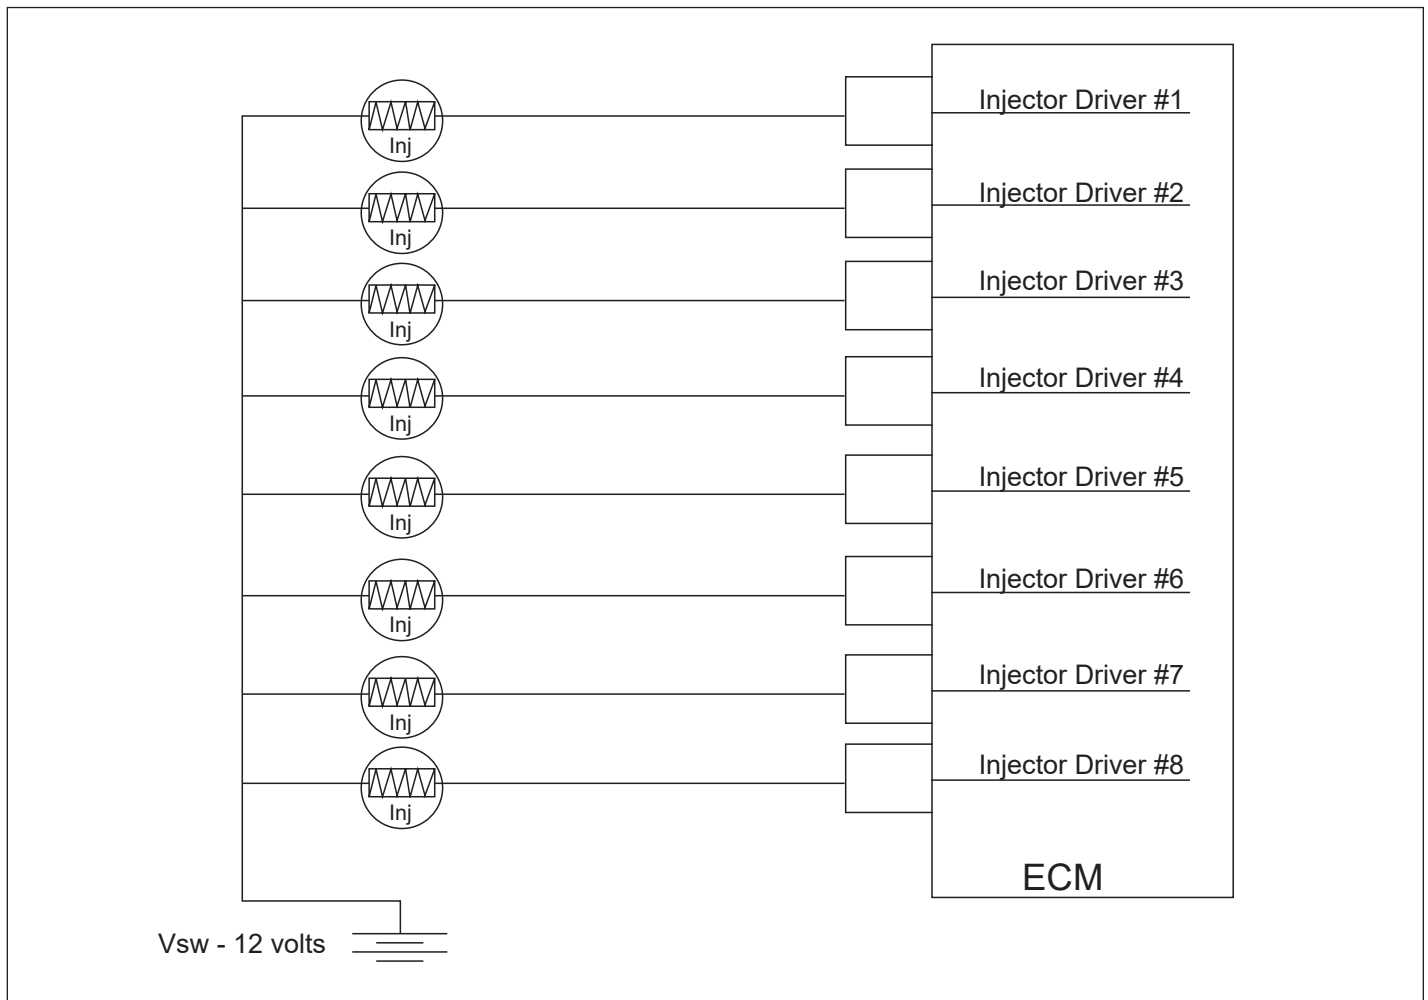 Injector Driver #1
Inj
Injector Driver #2
Inj
Injector Driver #3
Inj
Injector Driver #4
Inj
Injector Driver #5
Inj
Injector Driver #6
Inj
Injector Driver #7
Inj
Injector Driver #8
Inj
ECM
Vsw - 12 volts